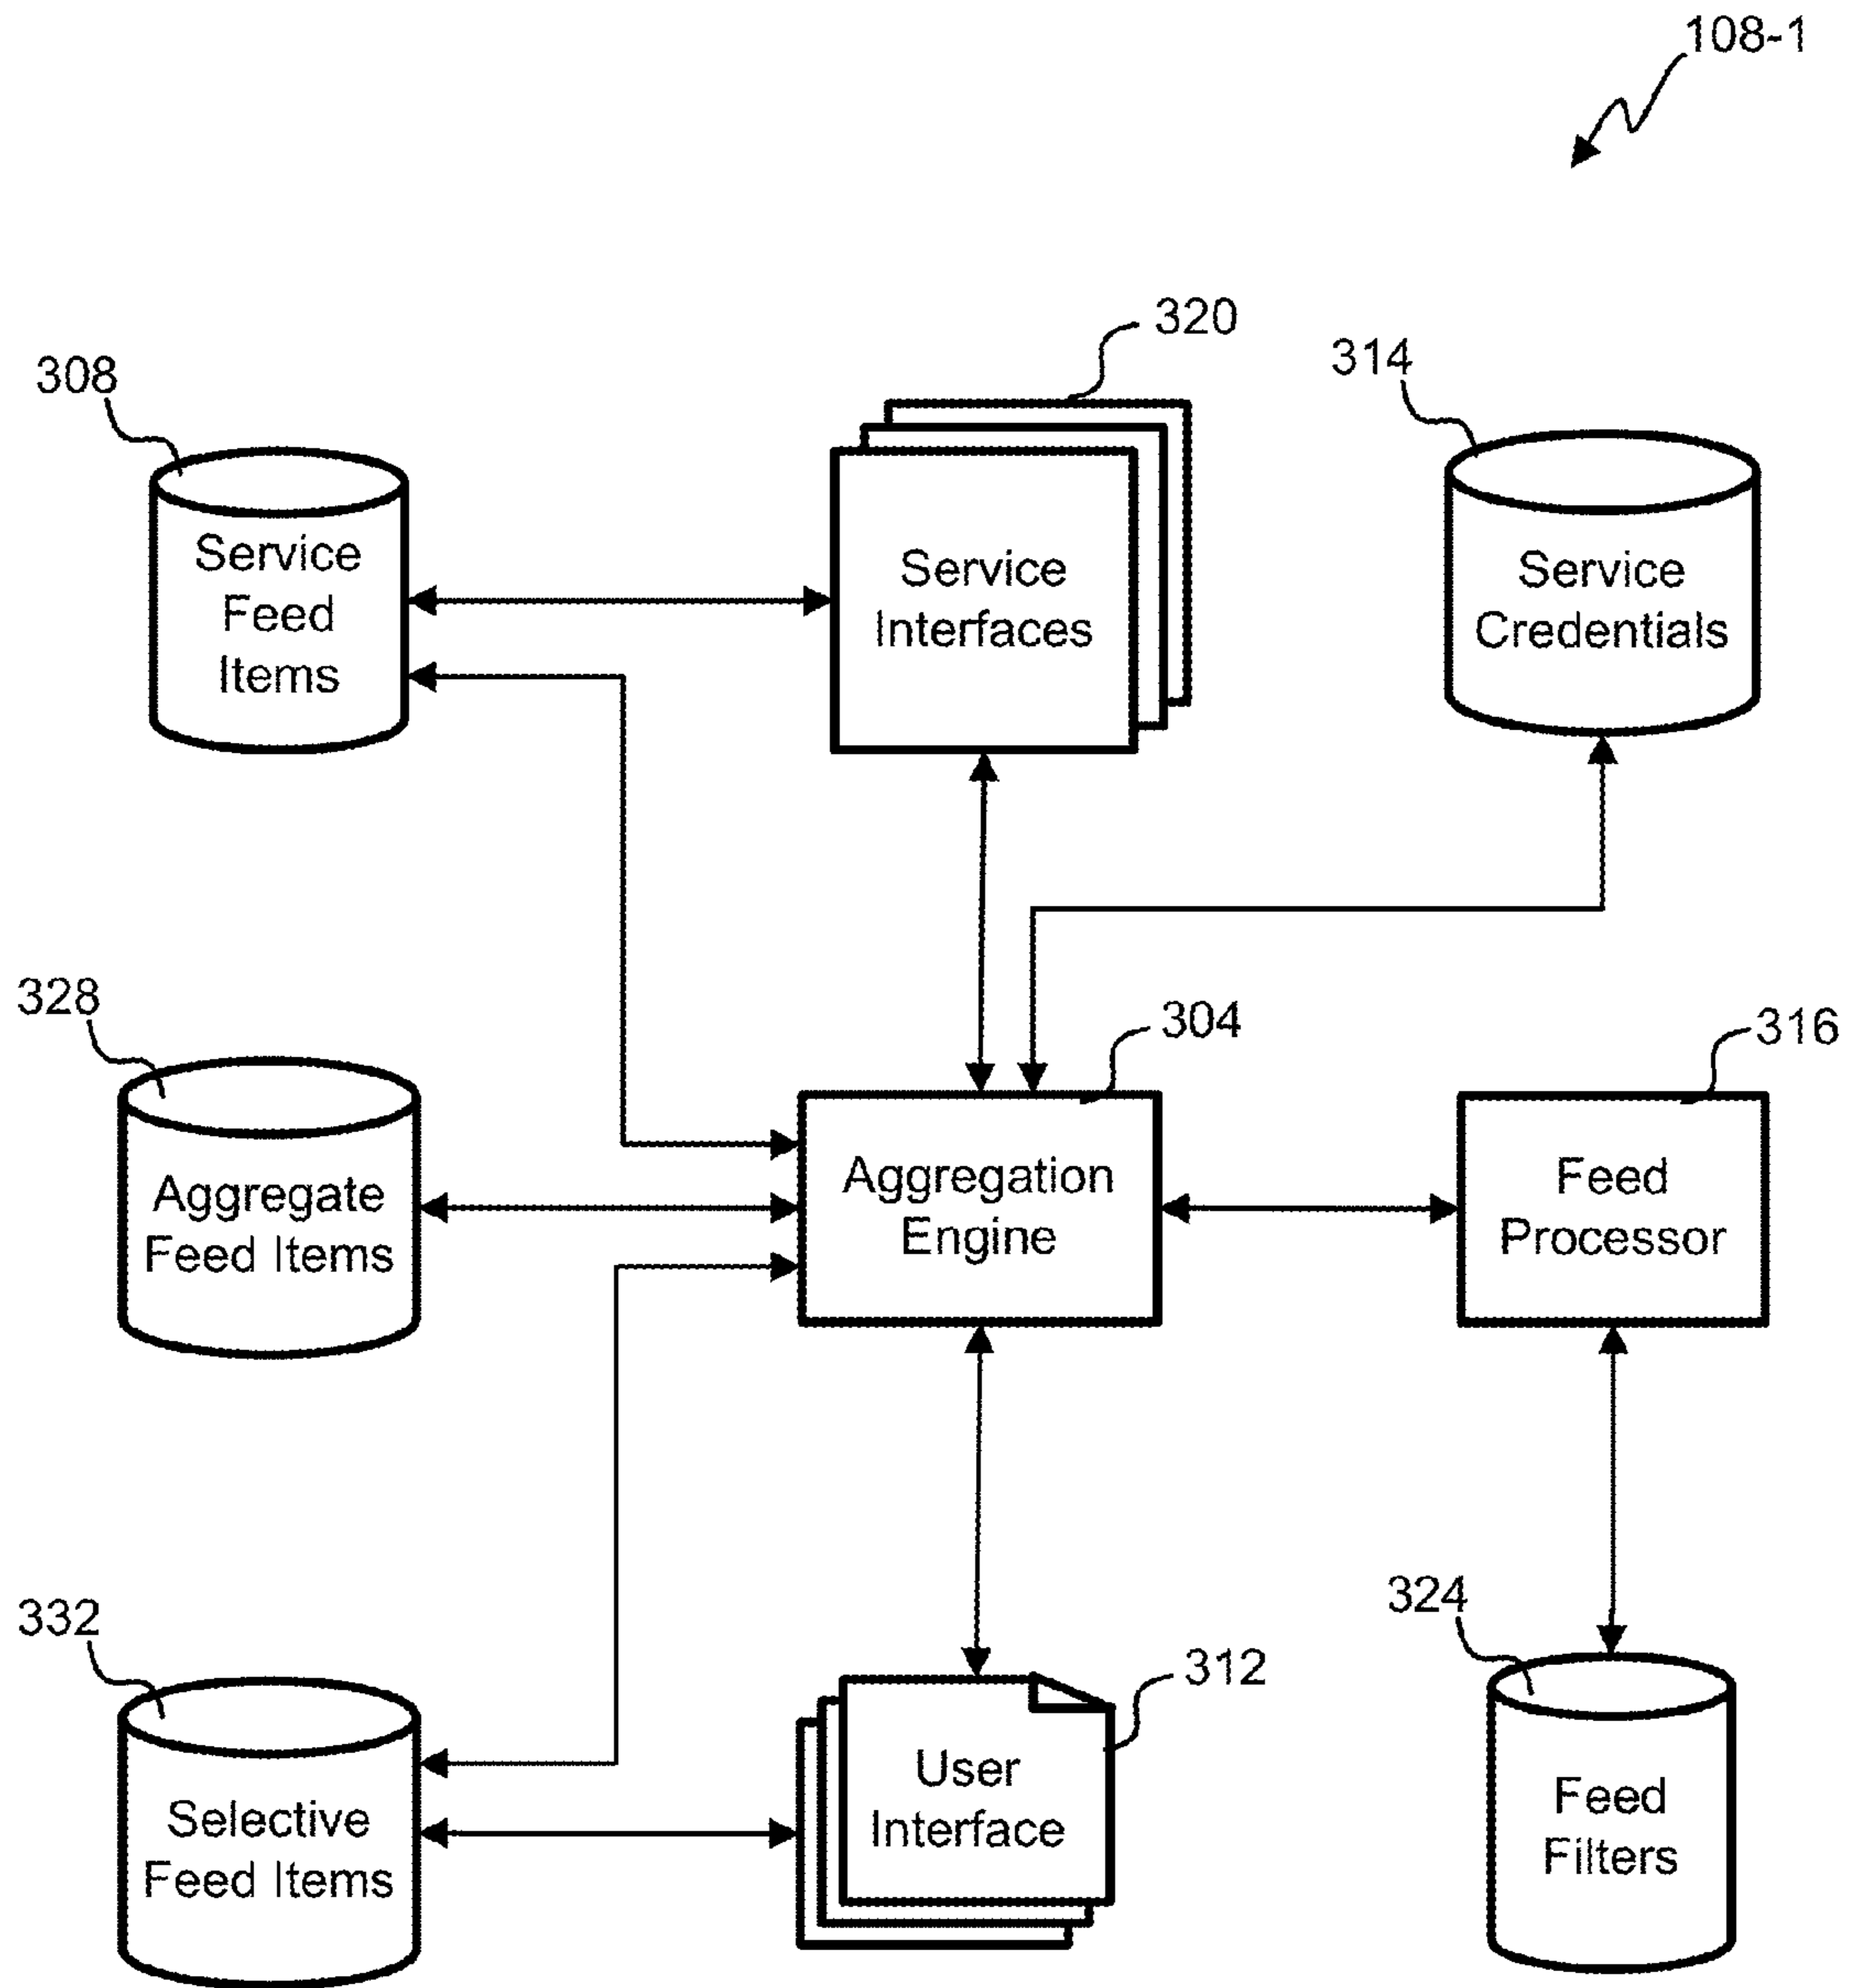 108-1
320
308
314
Service
Feed
Items
Service
Interfaces
Service
Credentials
328
304
316
Aggregate
Feed Items
Aggregation
Engine
Feed
Processor
332
324
312
Selective
Feed Items
User
Interface
Feed
Filters